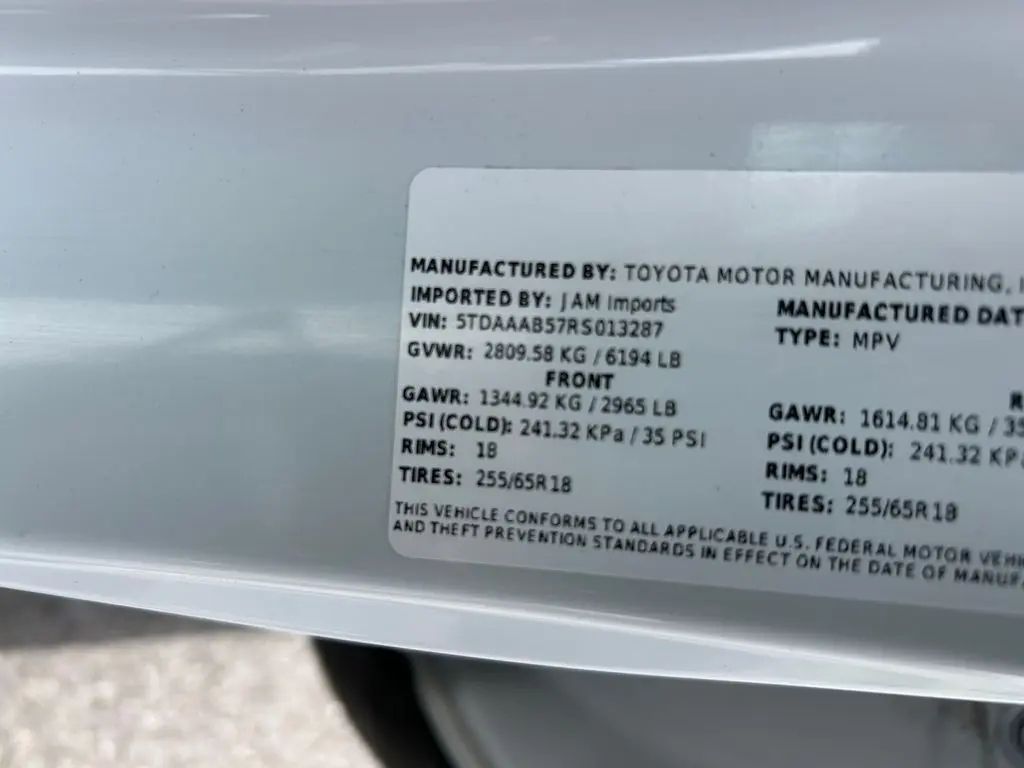 MANUFACTURED BY: TOYOTA MOTOR MANUFACTURING,
IMPORTED BY: J AM Imports
MANUFACTURED DAT
VIN: 5TDAAAB57RS013287
TYPE: MPV
GVWR: 2809.58 KG / 6194 LB
FRONT
GAWR: 1344.92 KG / 2965 LB
GAWR: 1614.81 KG / 35
PSI (COLD): 241.32 KPa / 35 PSI
PSI (COLD): 241.32 KPa
RIMS: 18
RIMS: 18
TIRES: 255/65R18
TIRES: 255/65R18
THIS VEHICLE CONFORMS TO ALL APPLICABLE U.S. FEDERAL MOTOR VEHI
AND THEFT PREVENTION STANDARDS IN EFFECT ON THE DATE OF MANUF